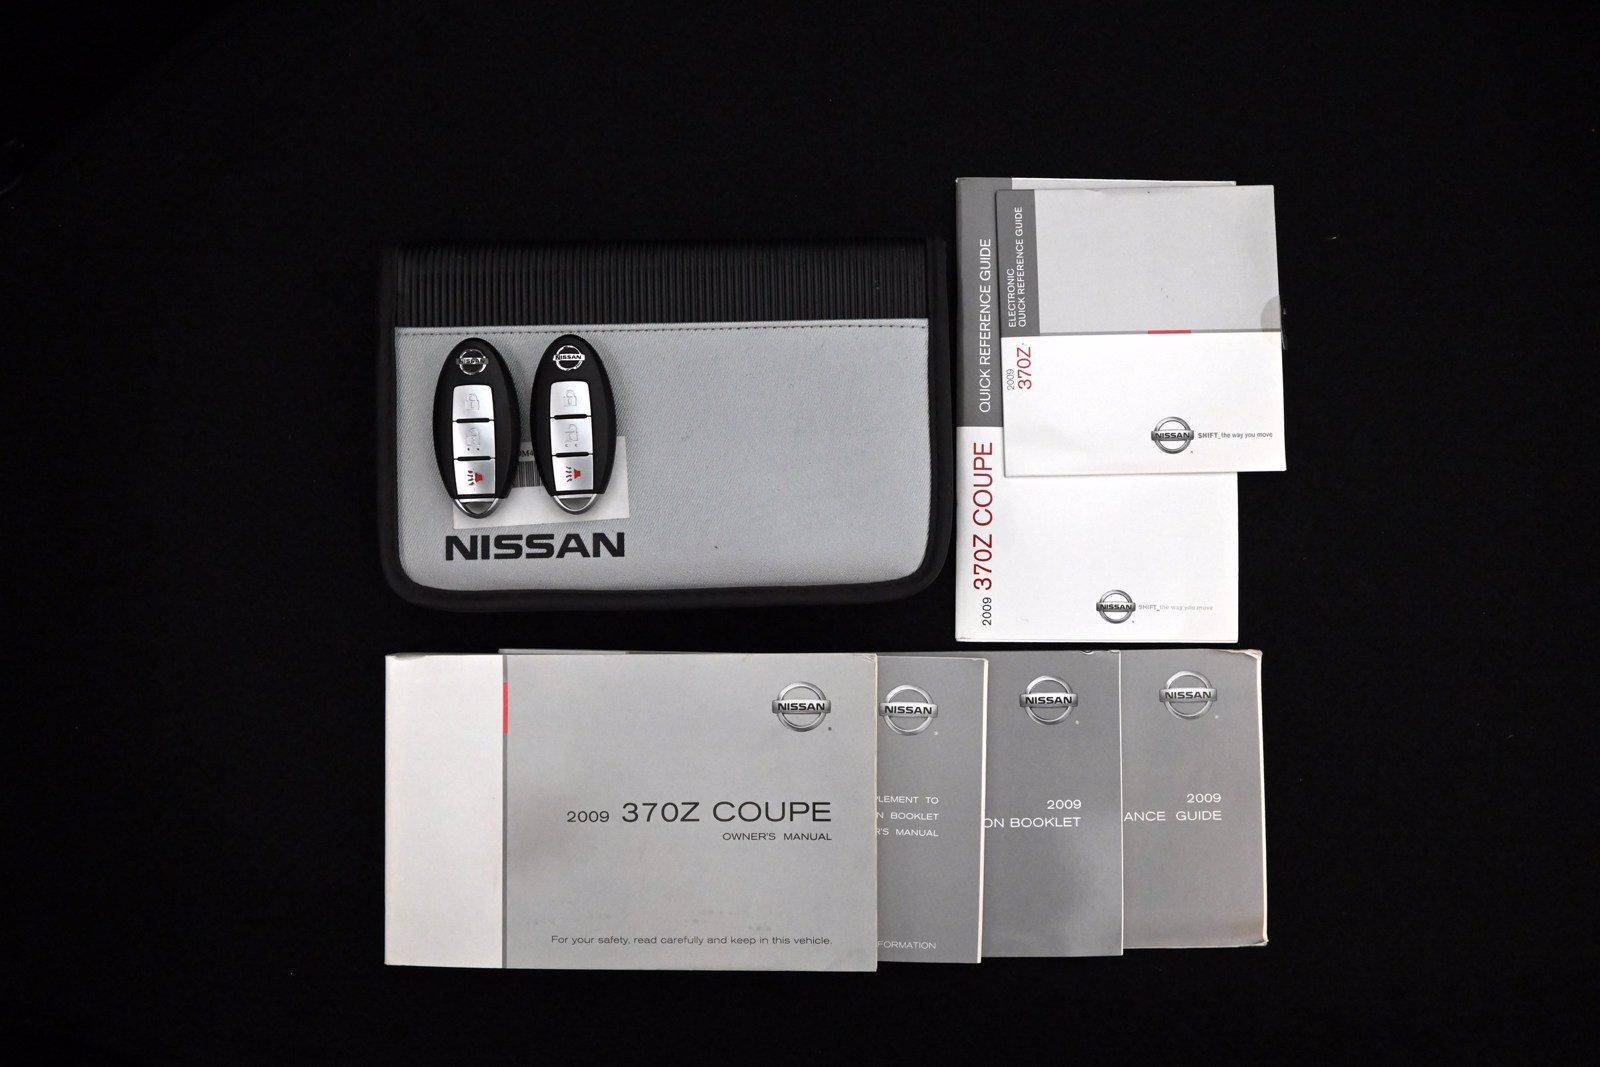 NISSAN
NISSAN
NISSAN
QUICK REFERENCE GUIDE
2009 370Z COUPE
NISSAN
SHIFT_the way you move
ELECTRONIC
QUICK REFERENCE GUIDE
2009
370Z
NISSAN
SHIFT_the way you move
NISSAN
2009 370Z COUPE
OWNER'S MANUAL
For your safety, read carefully and keep in this vehicle.
NISSAN
PLEMENT TO
N BOOKLET
R'S MANUAL
FORMATION
NISSAN
2009
ON BOOKLET
NISSAN
2009
ANCE GUIDE